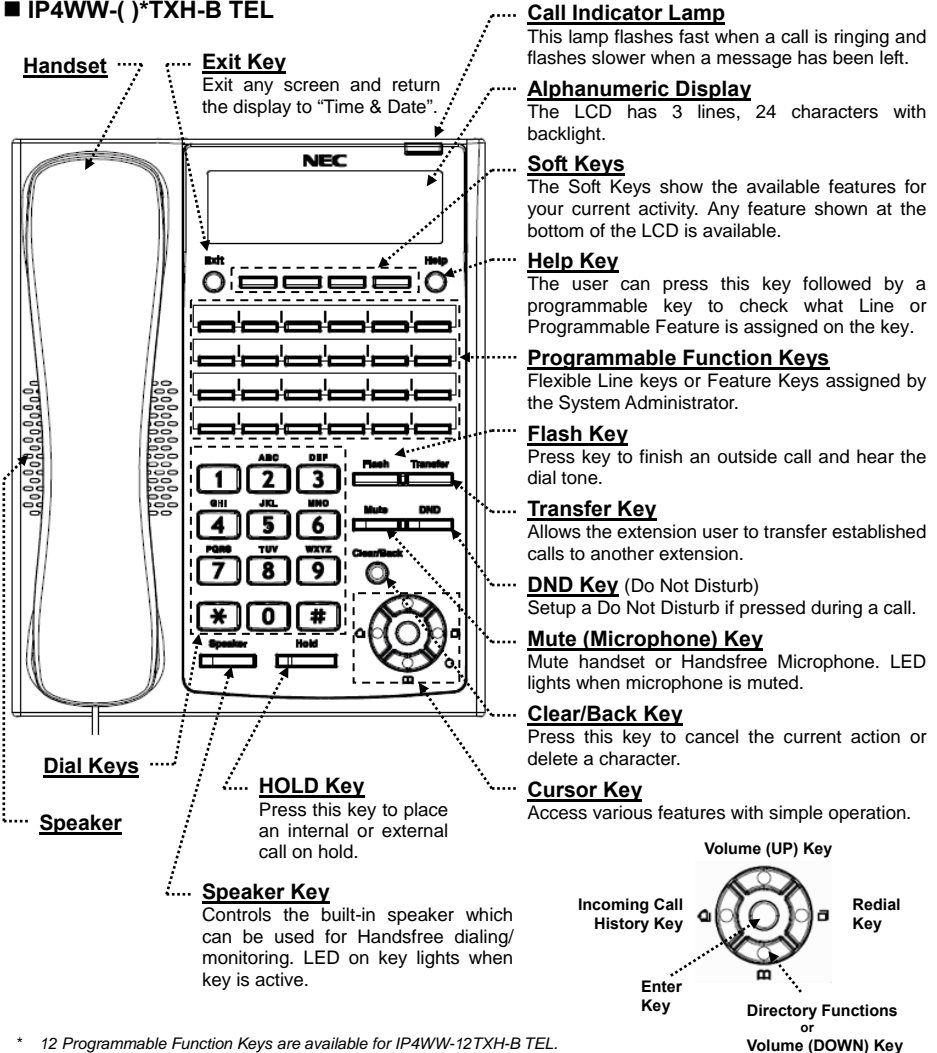 ■ IP4WW-( )*TXH-B TEL
Handset
Exit Key
Exit any screen and return
the display to “Time & Date”.
Call Indicator Lamp
This lamp flashes fast when a call is ringing and
flashes slower when a message has been left.
Alphanumeric Display
The LCD has 3 lines, 24 characters with
backlight.
Soft Keys
The Soft Keys show the available features for
your current activity. Any feature shown at the
bottom of the LCD is available.
Help Key
The user can press this key followed by a
programmable key to check what Line or
Programmable Feature is assigned on the key.
Programmable Function Keys
Flexible Line keys or Feature Keys assigned by
the System Administrator.
Flash Key
Press key to finish an outside call and hear the
dial tone.
Transfer Key
Allows the extension user to transfer established
calls to another extension.
DND Key (Do Not Disturb)
Setup a Do Not Disturb if pressed during a call.
Mute (Microphone) Key
Mute handset or Handsfree Microphone. LED
lights when microphone is muted.
Clear/Back Key
Press this key to cancel the current action or
delete a character.
Cursor Key
Access various features with simple operation.
NEC
Exit
Help
ABC DEF
1 2 3
Flash Transfer
GHI JKL MNO
4 5 6
Mute DND
PQRS TUV WXYZ
7 8 9
Clear/Back
* 0 #
Speaker Hold
Dial Keys
Speaker
HOLD Key
Press this key to place
an internal or external
call on hold.
Speaker Key
Controls the built-in speaker which
can be used for Handsfree dialing/
monitoring. LED on key lights when
key is active.
Volume (UP) Key
Incoming Call
History Key
Redial
Key
Enter
Key
Directory Functions
or
Volume (DOWN) Key
* 12 Programmable Function Keys are available for IP4WW-12TXH-B TEL.